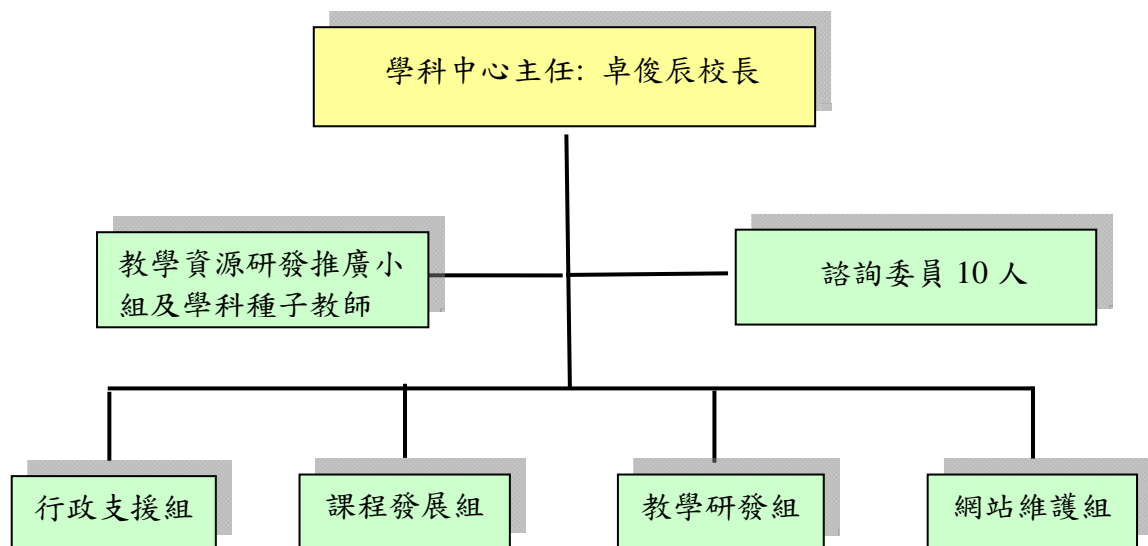 學科中心主任: 卓俊辰校長
教學資源研發推廣小
組及學科種子教師
諮詢委員 10 人
行政支援組
課程發展組
教學研發組
網站維護組